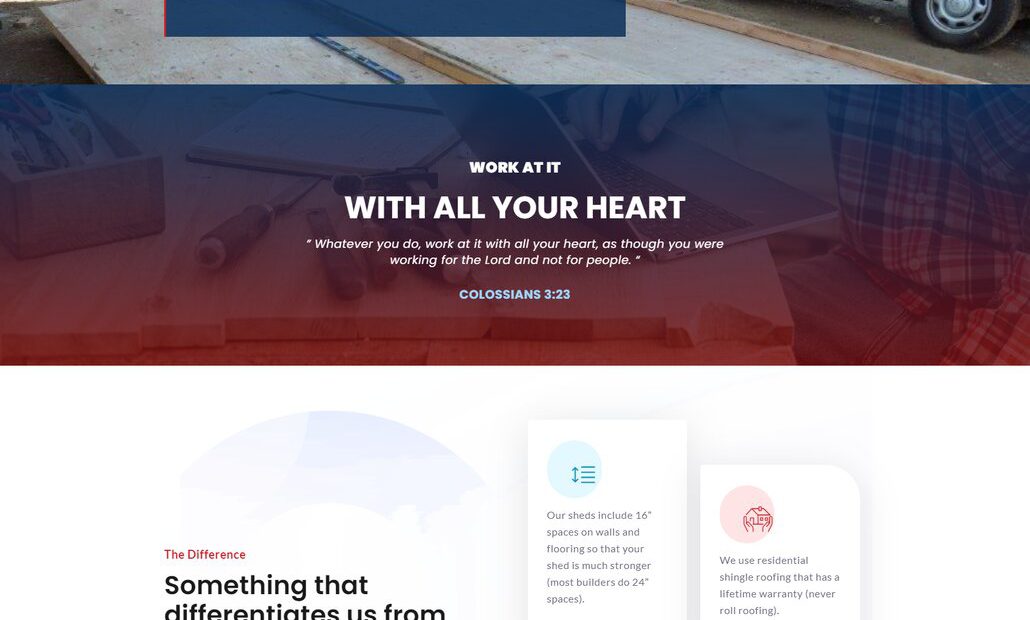 WORK AT IT
WITH ALL YOUR HEART
” Whatever you do, work at it with all your heart, as though you were
working for the Lord and not for people. “
COLOSSIANS 3:23
The Difference
Something that
differentiates us from
Our sheds include 16”
spaces on walls and
flooring so that your
shed is much stronger
(most builders do 24”
spaces).
We use residential
shingle roofing that has a
lifetime warranty (never
roll roofing).